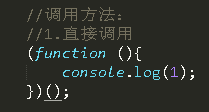 //调用方法：
//1.直接调用
(function (){
    console.log(1);
})();